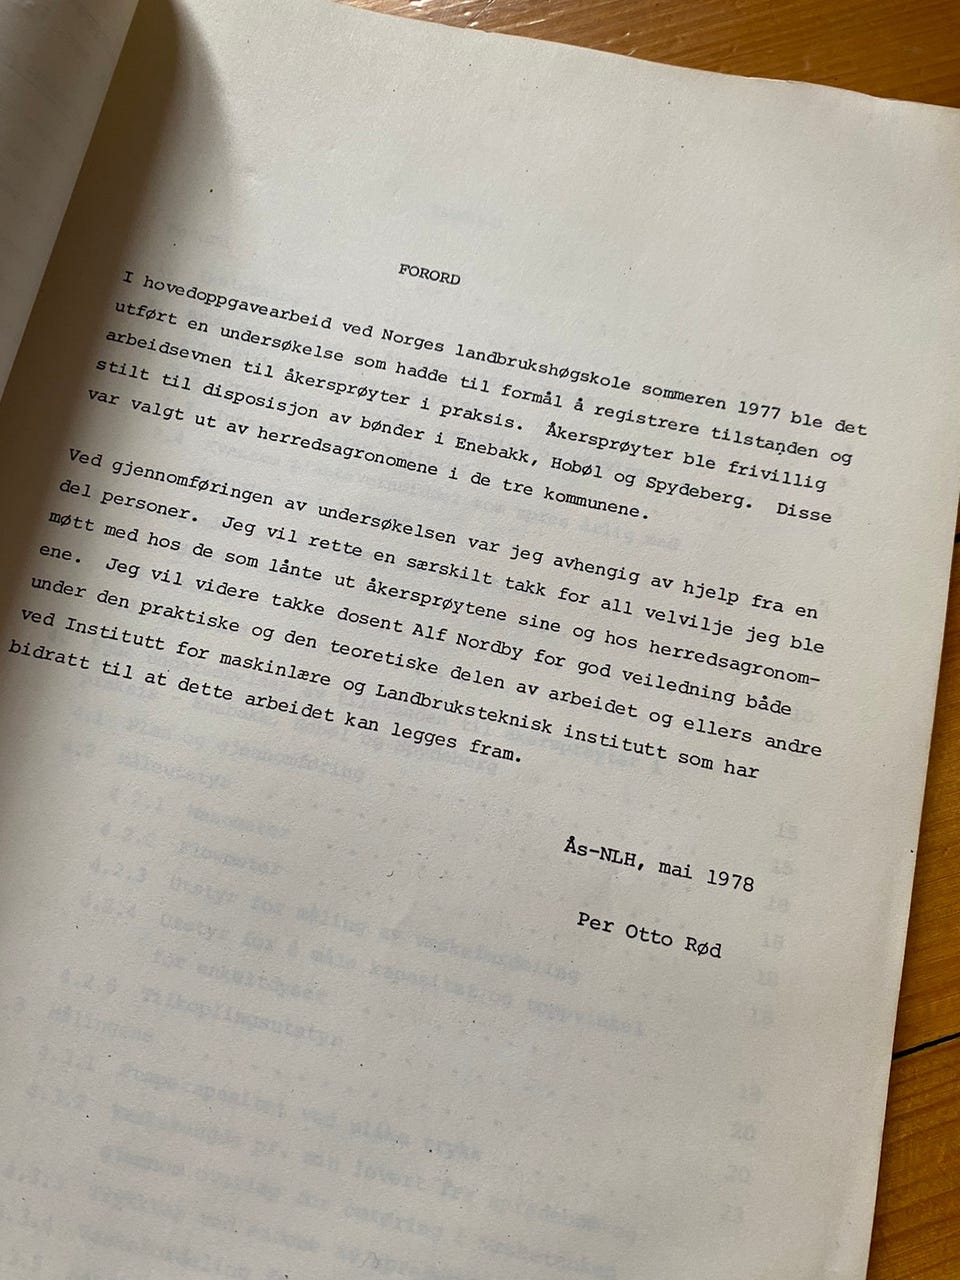 FORORD
I hovedoppgavearbeid ved Norges landbrukshøgskole sommeren 1977 ble det
utført en undersøkelse som hadde til formål å registrere tilstanden og
arbeidsevnen til åkersprøyter i praksis. Åkersprøyter ble frivillig
stilt til disposisjon av bønder i Enebakk, Hobøl og Spydeberg. Disse
var valgt ut av herredsagronomene i de tre kommunene.
Ved gjennomføringen av undersøkelsen var jeg avhengig av hjelp fra en
del personer. Jeg vil rette en særskilt takk for all velvilje jeg ble
møtt med hos de som lånte ut åkersprøytene sine og hos herredsagronom-
ene. Jeg vil videre takke dosent Alf Nordby for god veiledning både
under den praktiske og den teoretiske delen av arbeidet og ellers andre
ved Institutt for maskinlære og Landbruksteknisk institutt som har
bidratt til at dette arbeidet kan legges fram.
Ås-NLH, mai 1978
Per Otto Rød